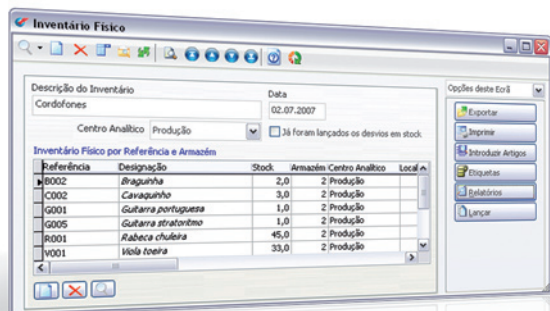 Inventário Físico
Descrição do Inventário
Data
Cordofones
02.07.2007
Centro Analítico
Produção
Já foram lançados os desvios em stock
Inventário Físico por Referência e Armazém
Referência Designação Stock Armazém Centro Analítico Local
B002 Braguinha 2,0 2 Produção
C002 Cavaquinho 3,0 2 Produção
G001 Guitarra portuguesa 1,0 2 Produção
G005 Guitarra stratoritmo 1,0 2 Produção
R001 Rabeca chuleira 45,0 2 Produção
V001 Viola toeira 33,0 2 Produção
Opções deste Ecrã
Exportar
Imprimir
Introduzir Artigos
Etiquetas
Relatórios
Lançar